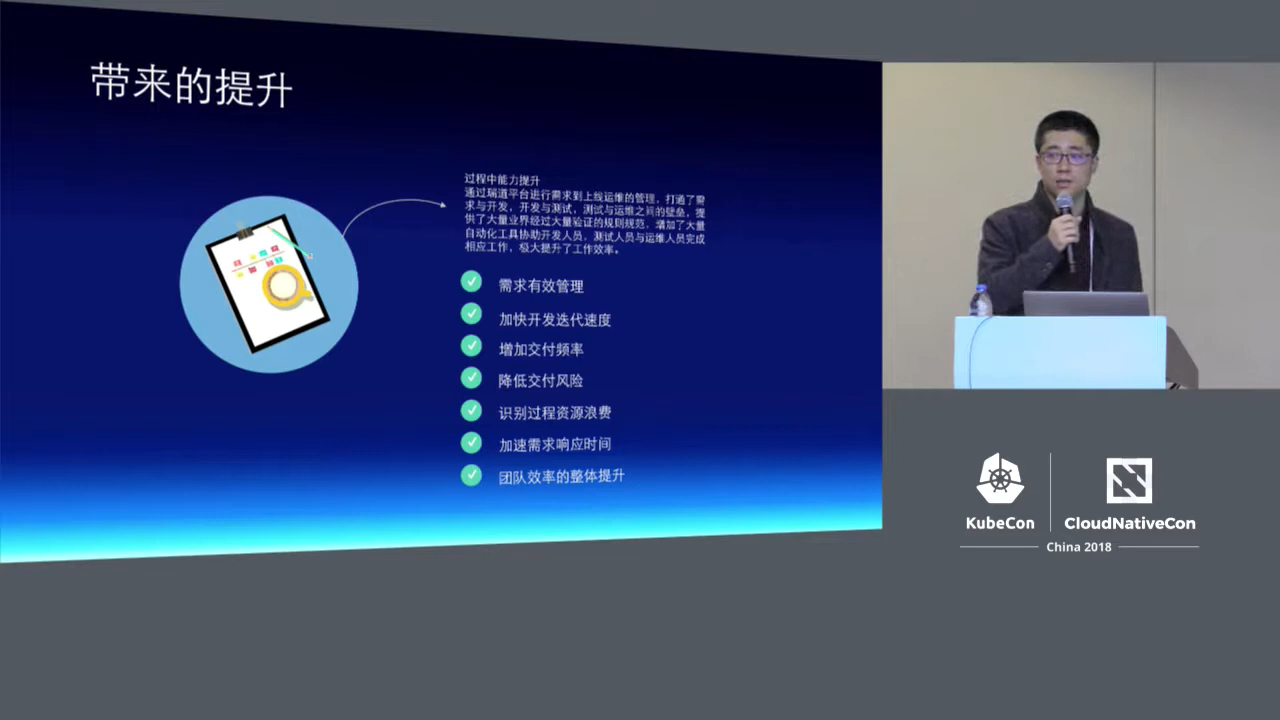 带来的提升
过程中能力提升
通过瑞道平台进行需求到上线运维的管理，打通了需
求与开发，开发与测试，测试与运维之间的壁垒，提
供了大量业界经过大量验证的规则规范，增加了大量
自动化工具协助开发人员，测试人员与运维人员完成
相应工作，极大提升了工作效率。
需求有效管理
加快开发迭代速度
增加交付频率
降低交付风险
识别过程资源浪费
加速需求响应时间
团队效率的整体提升
KubeCon
CloudNativeCon
China 2018